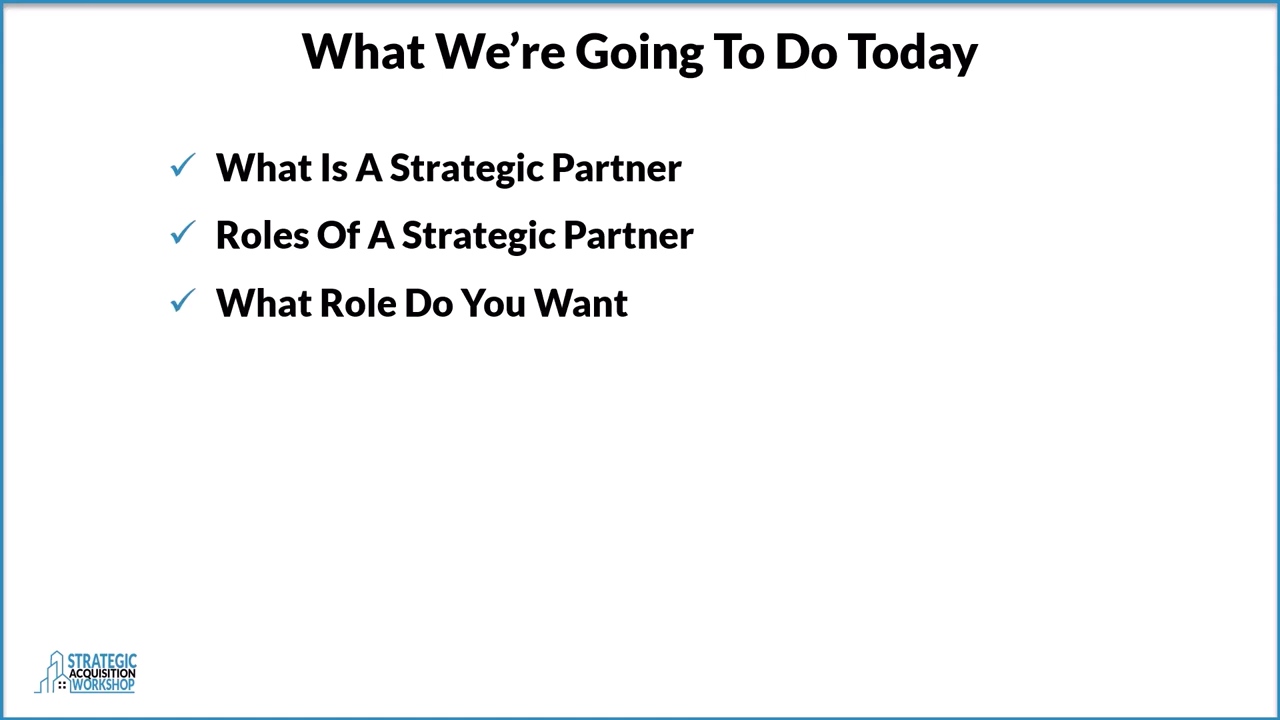 What We’re Going To Do Today
What Is A Strategic Partner
Roles Of A Strategic Partner
What Role Do You Want
STRATEGIC
ACQUISITION
WORKSHOP